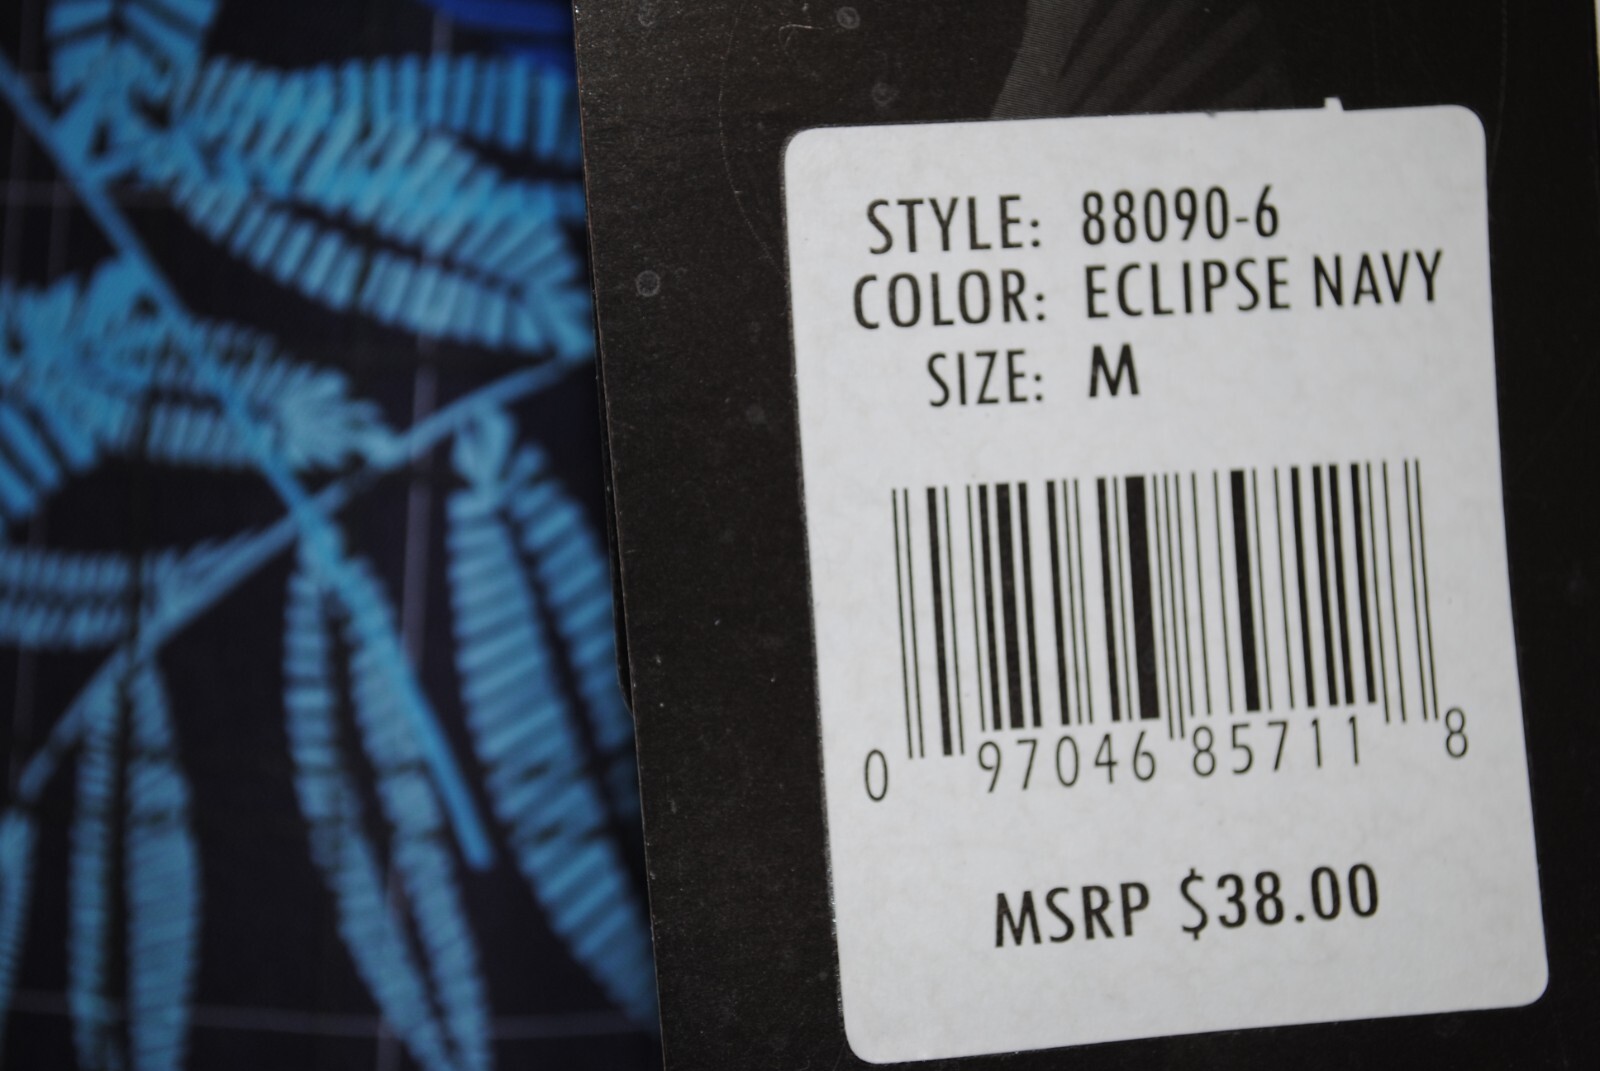 STYLE: 88090-6
COLOR: ECLIPSE NAVY
SIZE: M
0 97046 85711 8
MSRP $38.00